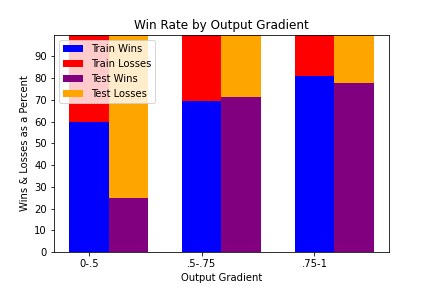 Win Rate by Output Gradient
Train Wins
Train Losses
Test Wins
Test Losses
Wins & Losses as a Percent
90
80
70
60
50
40
30
20
10
0
0-.5 .5-.75 .75-1
Output Gradient